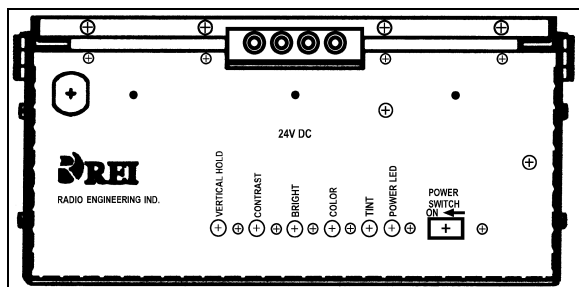 24V DC
REI
RADIO ENGINEERING IND.
VERTICAL HOLD
CONTRAST
BRIGHT
COLOR
TINT
POWER LED
POWER
SWITCH
ON